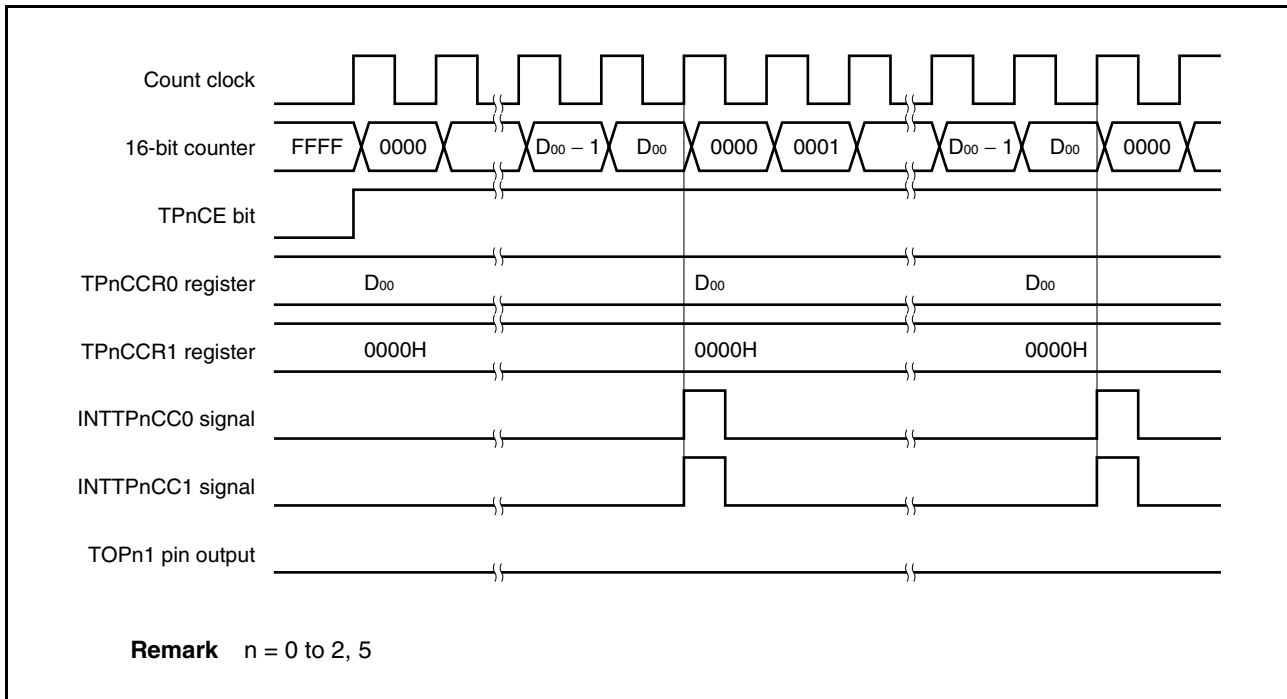 Count clock
16-bit counter FFFF 0000 D00 − 1 D00 0000 0001 D00 − 1 D00 0000
TPnCE bit
TPnCCR0 register D00 D00 D00
TPnCCR1 register 0000H 0000H 0000H
INTTPnCC0 signal
INTTPnCC1 signal
TOPn1 pin output
Remark n = 0 to 2, 5